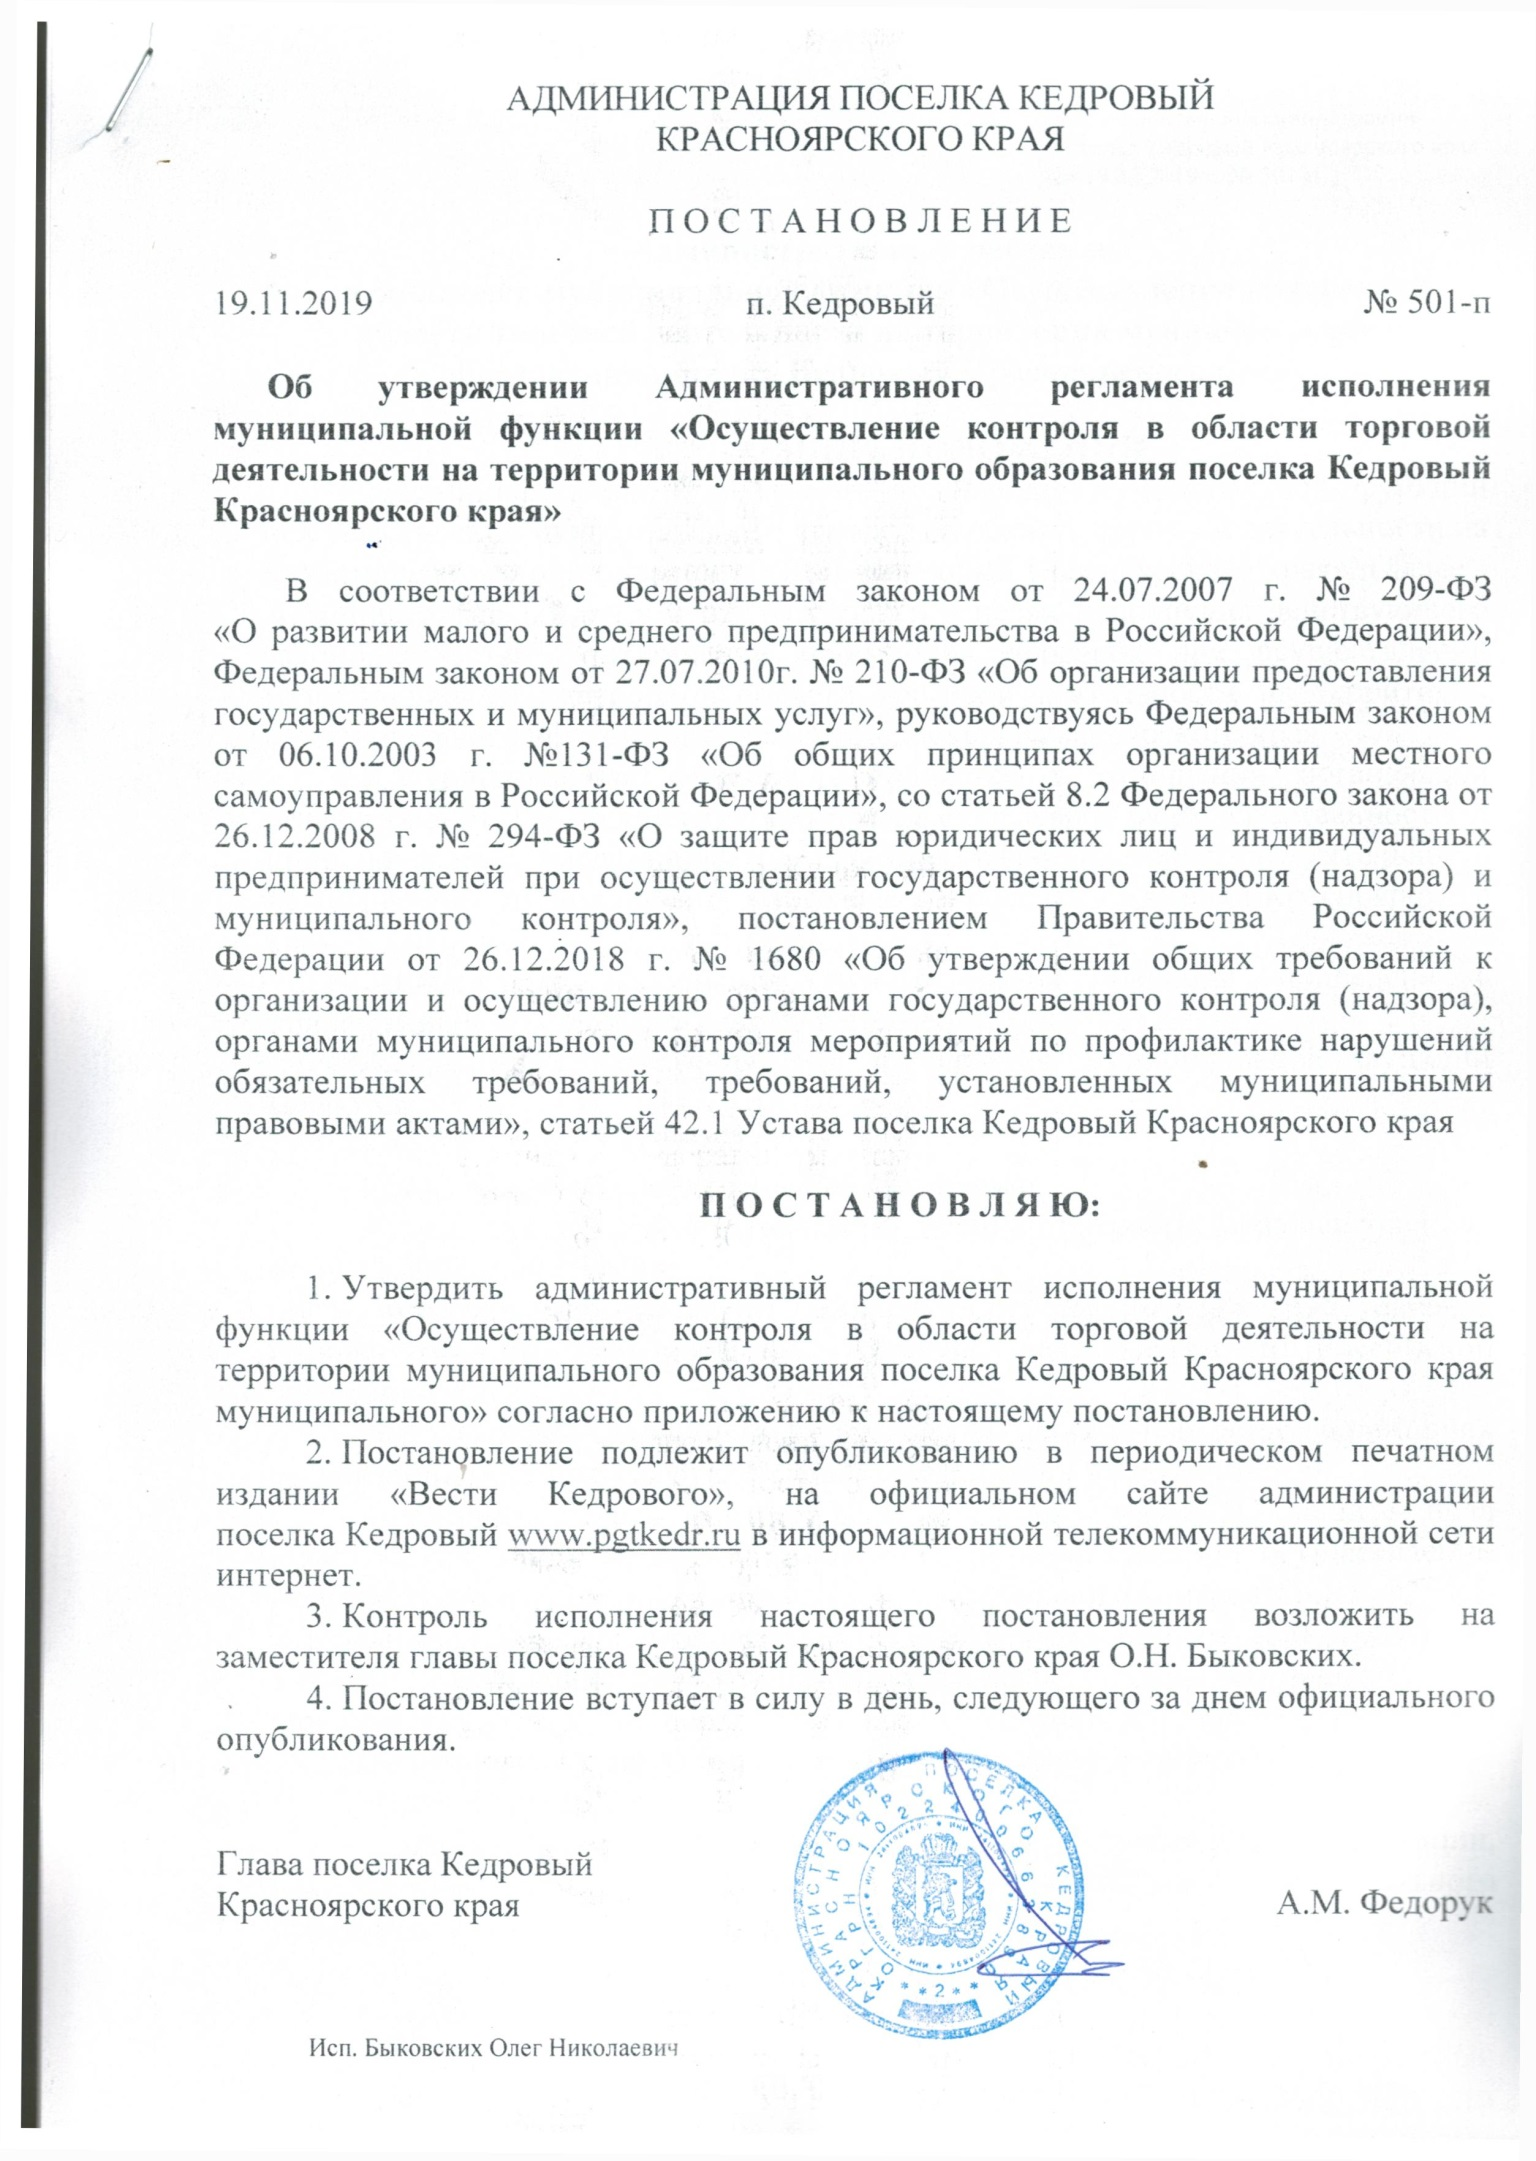 АДМИНИСТРАЦИЯ ПОСЕЛКА КЕДРОВЫЙ
КРАСНОЯРСКОГО КРАЯ
П О С Т А Н О В Л Е Н И Е
19.11.2019 п. Кедровый № 501-п
Об утверждении Административного регламента исполнения
муниципальной функции «Осуществление контроля в области торговой
деятельности на территории муниципального образования поселка Кедровый
Красноярского края»
В соответствии с Федеральным законом от 24.07.2007 г. № 209-ФЗ
«О развитии малого и среднего предпринимательства в Российской Федерации»,
Федеральным законом от 27.07.2010г. № 210-ФЗ «Об организации предоставления
государственных и муниципальных услуг», руководствуясь Федеральным законом
от 06.10.2003 г. №131-ФЗ «Об общих принципах организации местного
самоуправления в Российской Федерации», со статьей 8.2 Федерального закона от
26.12.2008 г. № 294-ФЗ «О защите прав юридических лиц и индивидуальных
предпринимателей при осуществлении государственного контроля (надзора) и
муниципального контроля», постановлением Правительства Российской
Федерации от 26.12.2018 г. № 1680 «Об утверждении общих требований к
организации и осуществлению органами государственного контроля (надзора),
органами муниципального контроля мероприятий по профилактике нарушений
обязательных требований, требований, установленных муниципальными
правовыми актами», статьей 42.1 Устава поселка Кедровый Красноярского края
П О С Т А Н О В Л Я Ю:
1. Утвердить административный регламент исполнения муниципальной
функции «Осуществление контроля в области торговой деятельности на
территории муниципального образования поселка Кедровый Красноярского края
муниципального» согласно приложению к настоящему постановлению.
2. Постановление подлежит опубликованию в периодическом печатном
издании «Вести Кедрового», на официальном сайте администрации
поселка Кедровый www.pgtkedr.ru в информационной телекоммуникационной сети
интернет.
3. Контроль исполнения настоящего постановления возложить на
заместителя главы поселка Кедровый Красноярского края О.Н. Быковских.
4. Постановление вступает в силу в день, следующего за днем официального
опубликования.
Глава поселка Кедровый
Красноярского края
А.М. Федорук
АДМИНИСТРАЦИЯ ПОСЕЛКА КЕДРОВЫЙ
КРАСНОЯРСКОГО КРАЯ
ОГРН
* * 2 * *
Исп. Быковских Олег Николаевич